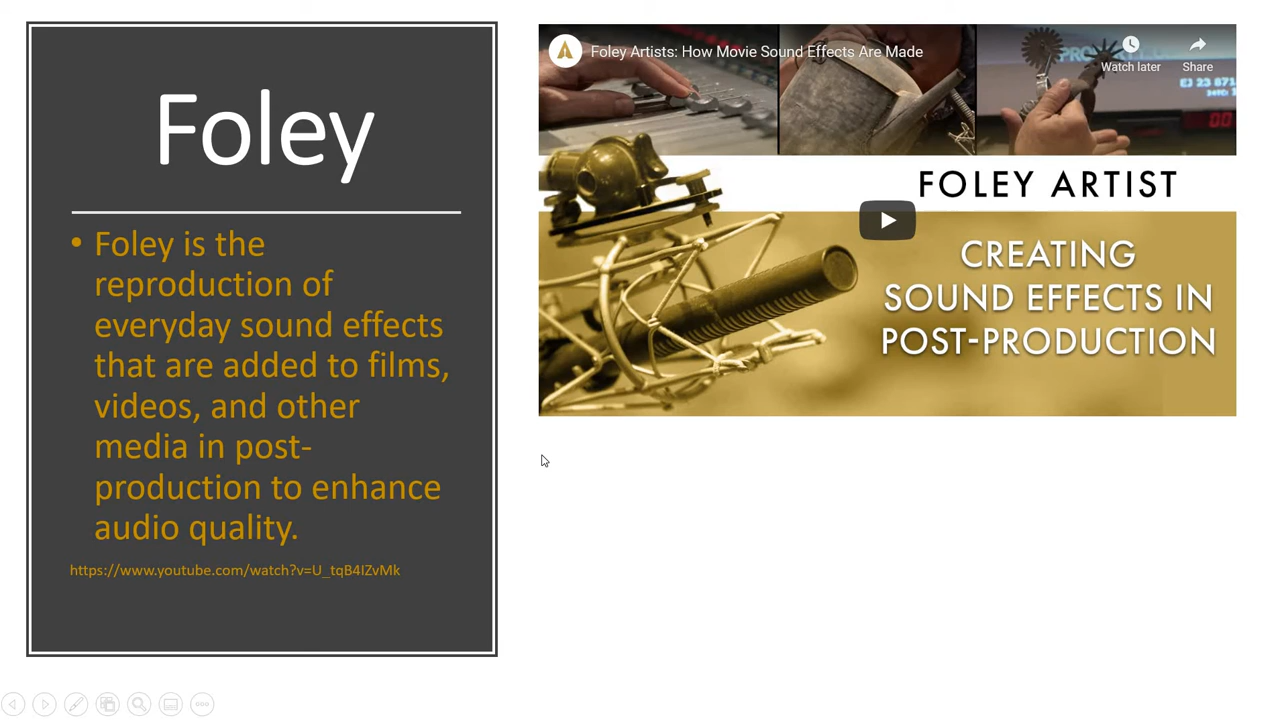 Foley
• Foley is the
reproduction of
everyday sound effects
that are added to films,
videos, and other
media in post-
production to enhance
audio quality.
https://www.youtube.com/watch?v=U_tqB4IZvMk
Foley Artists: How Movie Sound Effects Are Made
Watch later
Share
FOLEY ARTIST
CREATING
SOUND EFFECTS IN
POST-PRODUCTION